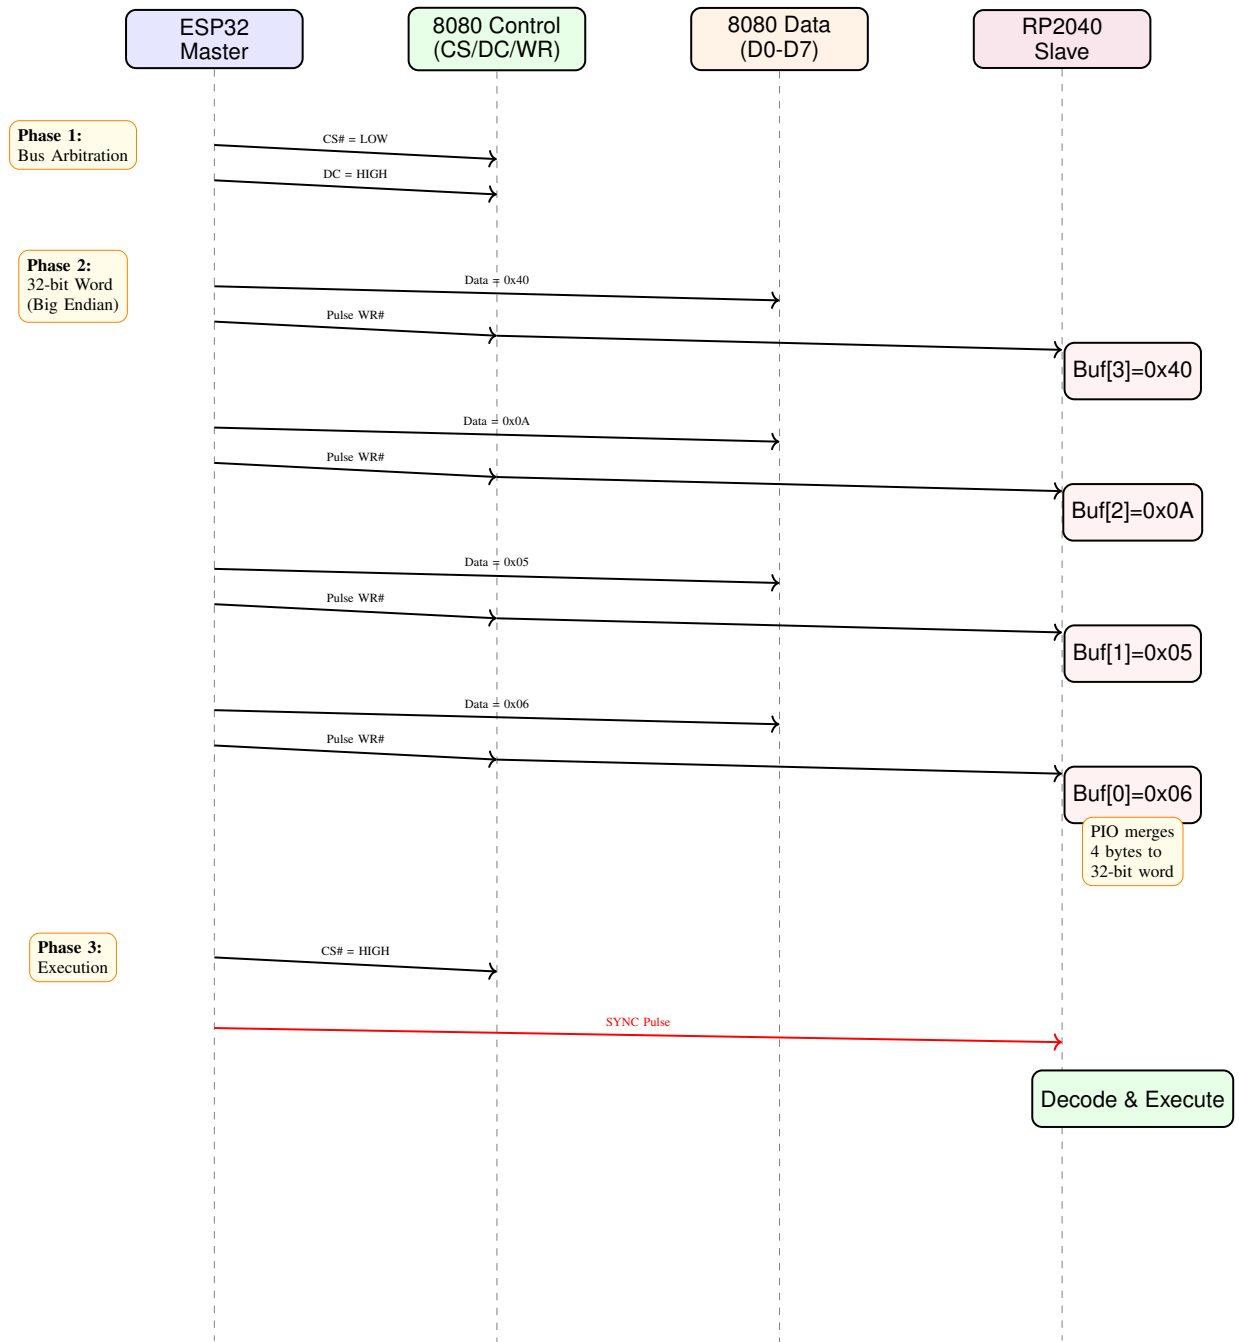 ESP32
Master
8080 Control
(CS/DC/WR)
8080 Data
(D0-D7)
RP2040
Slave
Phase 1:
Bus Arbitration
CS# = LOW
DC = HIGH
Phase 2:
32-bit Word
(Big Endian)
Data = 0x40
Pulse WR#
Buf[3]=0x40
Data = 0x0A
Pulse WR#
Buf[2]=0x0A
Data = 0x05
Pulse WR#
Buf[1]=0x05
Data = 0x06
Pulse WR#
Buf[0]=0x06
PIO merges
4 bytes to
32-bit word
Phase 3:
Execution
CS# = HIGH
SYNC Pulse
Decode & Execute